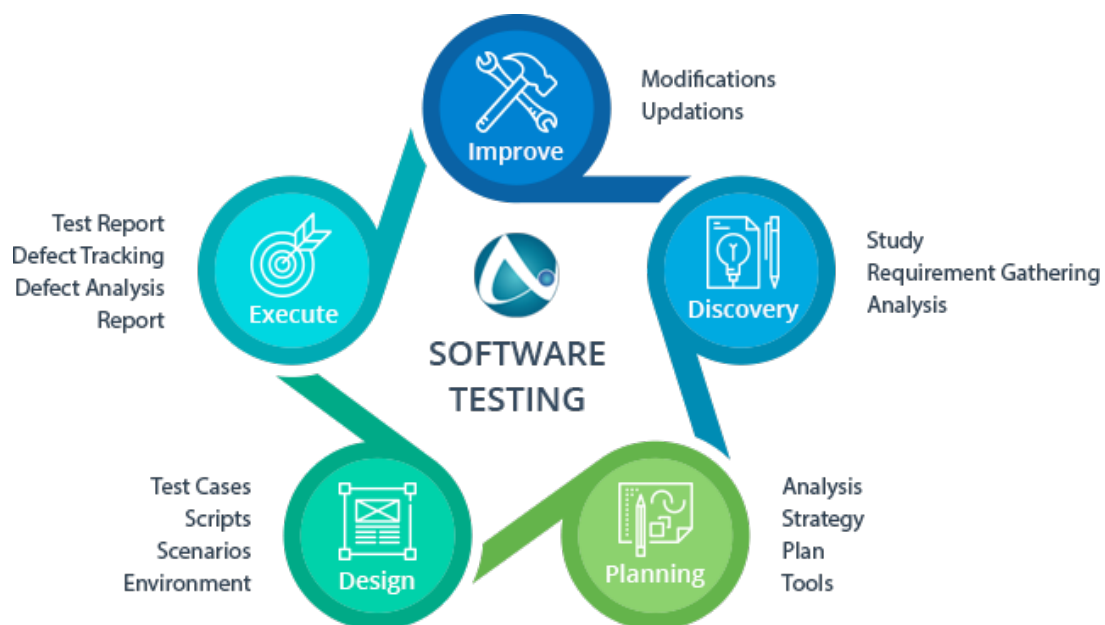 Improve
Modifications
Updations
Discovery
Study
Requirement Gathering
Analysis
Planning
Analysis
Strategy
Plan
Tools
Design
Test Cases
Scripts
Scenarios
Environment
Execute
Test Report
Defect Tracking
Defect Analysis
Report
SOFTWARE
TESTING